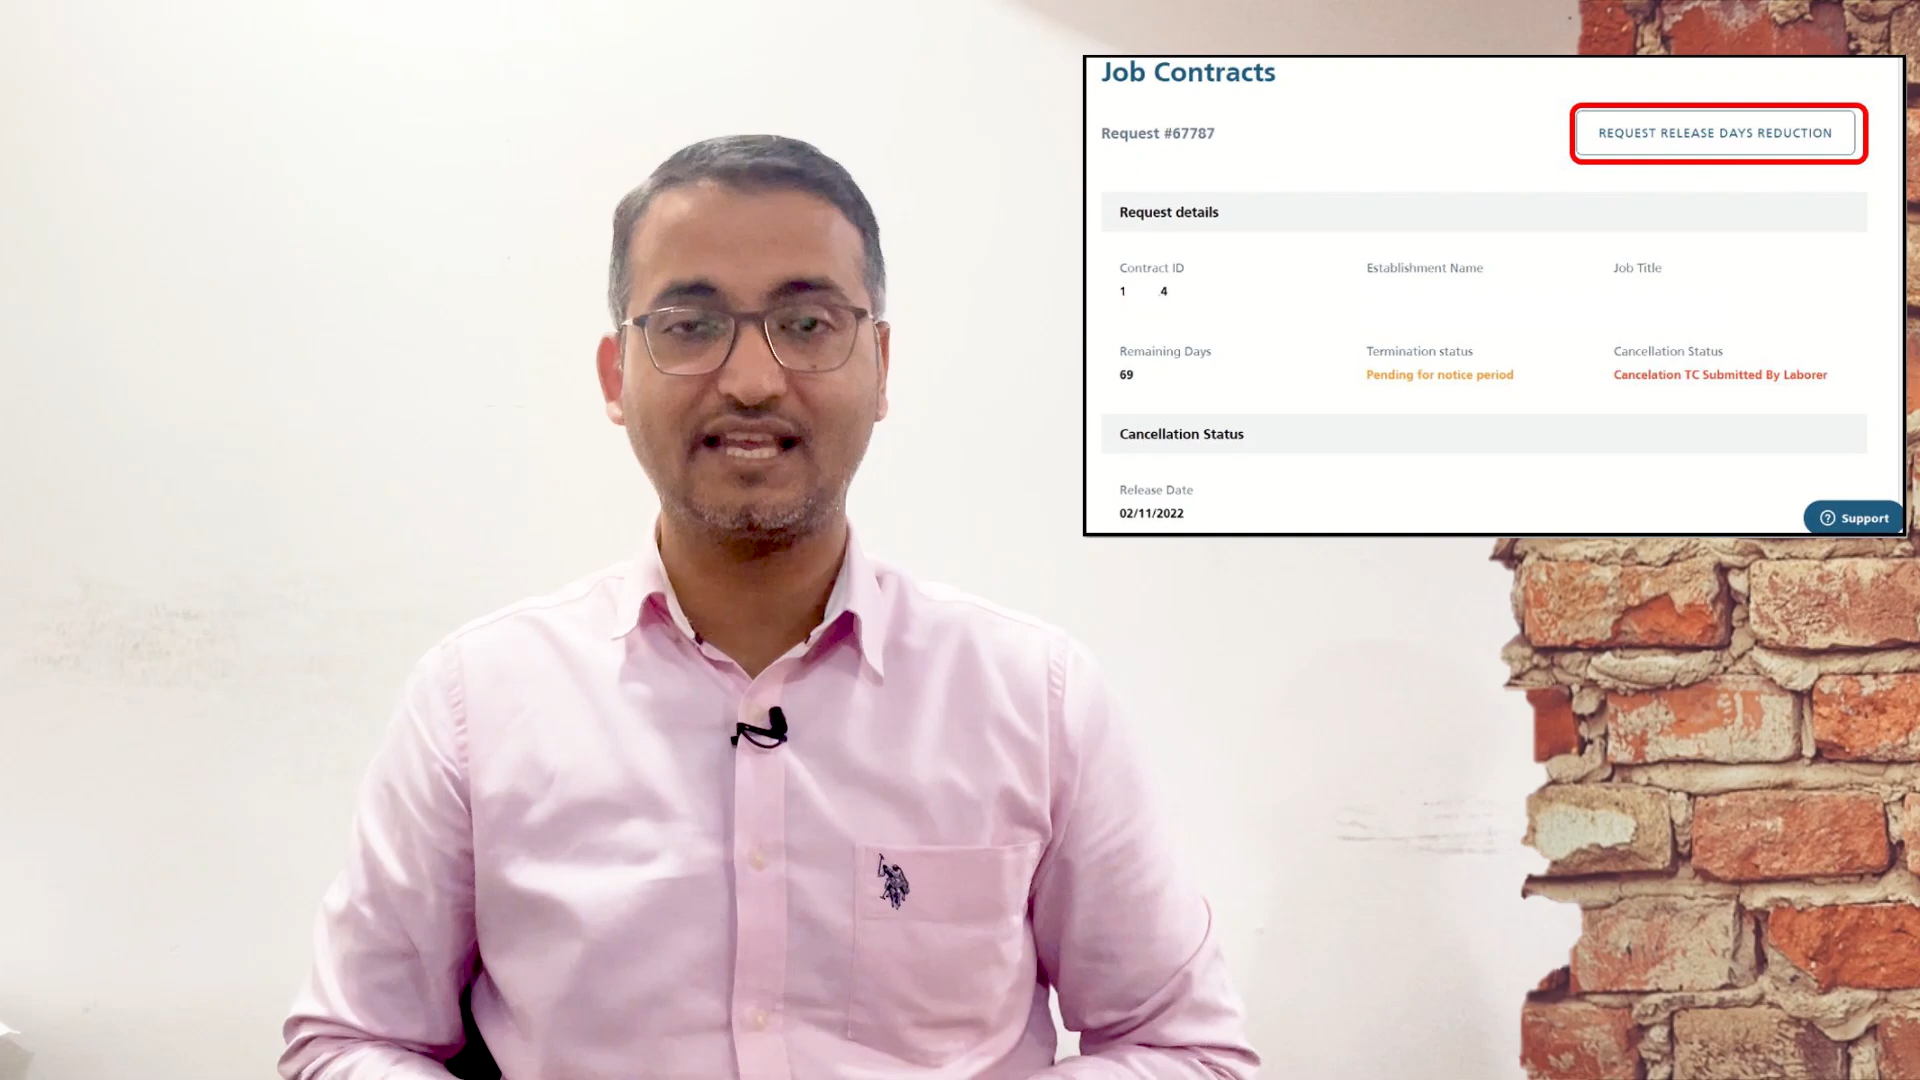 Job Contracts
Request #67787
REQUEST RELEASE DAYS REDUCTION
Request details
Contract ID
Establishment Name
Job Title
1 4
Remaining Days
Termination status
Cancellation Status
69
Pending for notice period
Cancelation TC Submitted By Laborer
Cancellation Status
Release Date
02/11/2022
Support